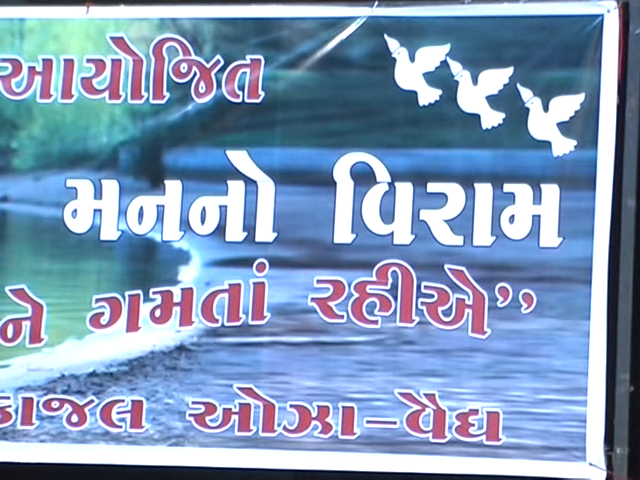 આયોજિત
મનનો વિરામ
ને ગમતાં રહીએ”
કાજલ ઓઝા-વૈદ્ય